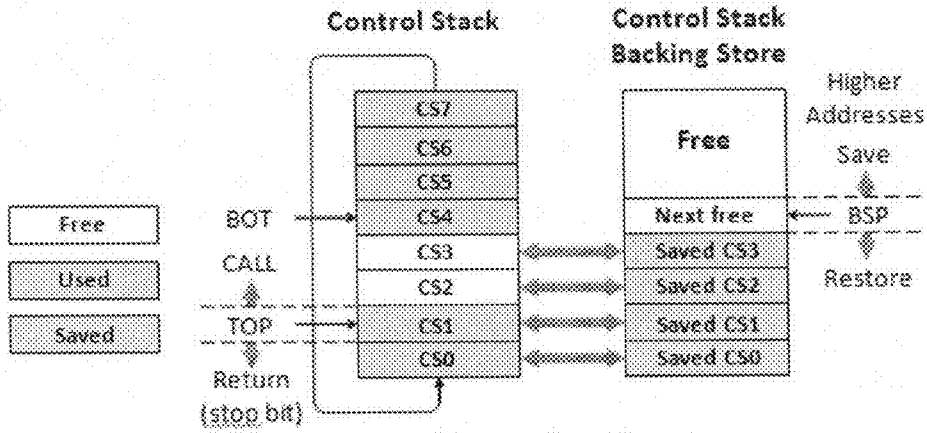 Control Stack
Control Stack
Backing Store
CS7
CS6
CS5
CS4
CS3
CS2
CS1
CS0
Free
Next free
Saved CS3
Saved CS2
Saved CS1
Saved CS0
Higher
Addresses
Save
BSP
Restore
Free
Used
Saved
BOT
CALL
TOP
Return
(stop bit)